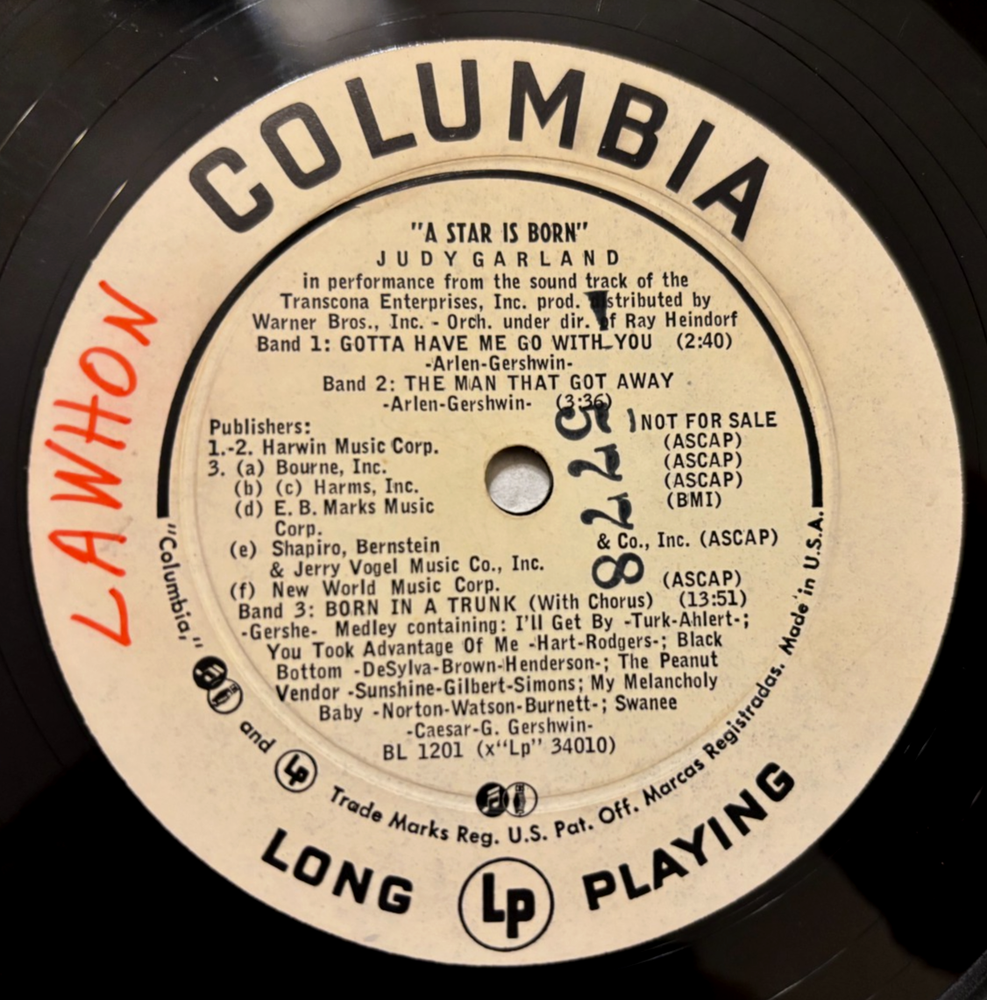 COLUMBIA
"A STAR IS BORN"
JUDY GARLAND
in performance from the sound track of the
Transcona Enterprises, Inc. prod. distributed by
Warner Bros., Inc. - Orch. under dir. of Ray Heindorf
Band 1: GOTTA HAVE ME GO WITH YOU (2:40)
-Arlen-Gershwin-
Band 2: THE MAN THAT GOT AWAY
-Arlen-Gershwin- (3:36)
Publishers: NOT FOR SALE
1.-2. Harwin Music Corp. (ASCAP)
3. (a) Bourne, Inc. (ASCAP)
(b) (c) Harms, Inc. (ASCAP)
(d) E. B. Marks Music (BMI)
Corp.
(e) Shapiro, Bernstein & Co., Inc. (ASCAP)
& Jerry Vogel Music Co., Inc.
(f) New World Music Corp. (ASCAP)
Band 3: BORN IN A TRUNK (With Chorus) (13:51)
-Gershe- Medley containing: I'll Get By -Turk-Ahlert-;
You Took Advantage Of Me -Hart-Rodgers-; Black
Bottom -DeSylva-Brown-Henderson-; The Peanut
Vendor -Sunshine-Gilbert-Simons; My Melancholy
Baby -Norton-Watson-Burnett-; Swanee
-Caesar-G. Gershwin-
BL 1201 (x"Lp" 34010)
"Columbia," and Lp Trade Marks Reg. U.S. Pat. Off. Marcas Registradas. Made in U.S.A.
LONG Lp PLAYING
LAWHON
8225